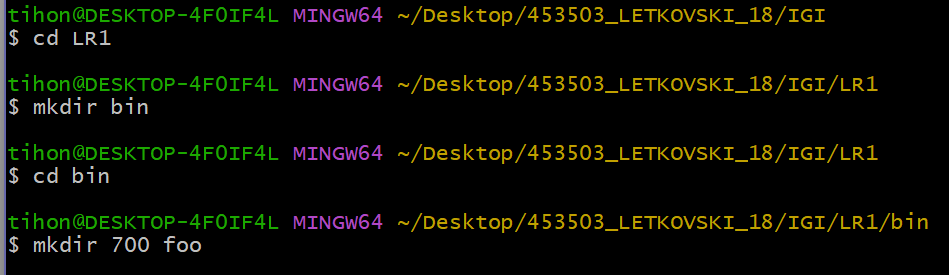 tihon@DESKTOP-4F0IF4L MINGW64 ~/Desktop/453503_LETKOVSKI_18/IGI
$ cd LR1
tihon@DESKTOP-4F0IF4L MINGW64 ~/Desktop/453503_LETKOVSKI_18/IGI/LR1
$ mkdir bin
tihon@DESKTOP-4F0IF4L MINGW64 ~/Desktop/453503_LETKOVSKI_18/IGI/LR1
$ cd bin
tihon@DESKTOP-4F0IF4L MINGW64 ~/Desktop/453503_LETKOVSKI_18/IGI/LR1/bin
$ mkdir 700 foo